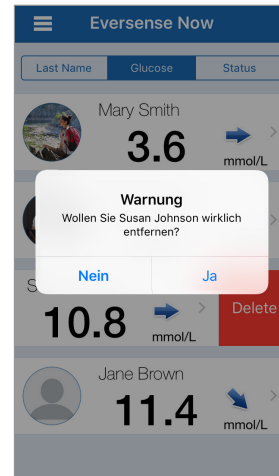 Eversense Now
Last Name
Glucose
Status
Mary Smith
3.6
mmol/L
Warnung
Wollen Sie Susan Johnson wirklich
entfernen?
Nein
Ja
S
10.8
mmol/L
Delete
Jane Brown
11.4
mmol/L